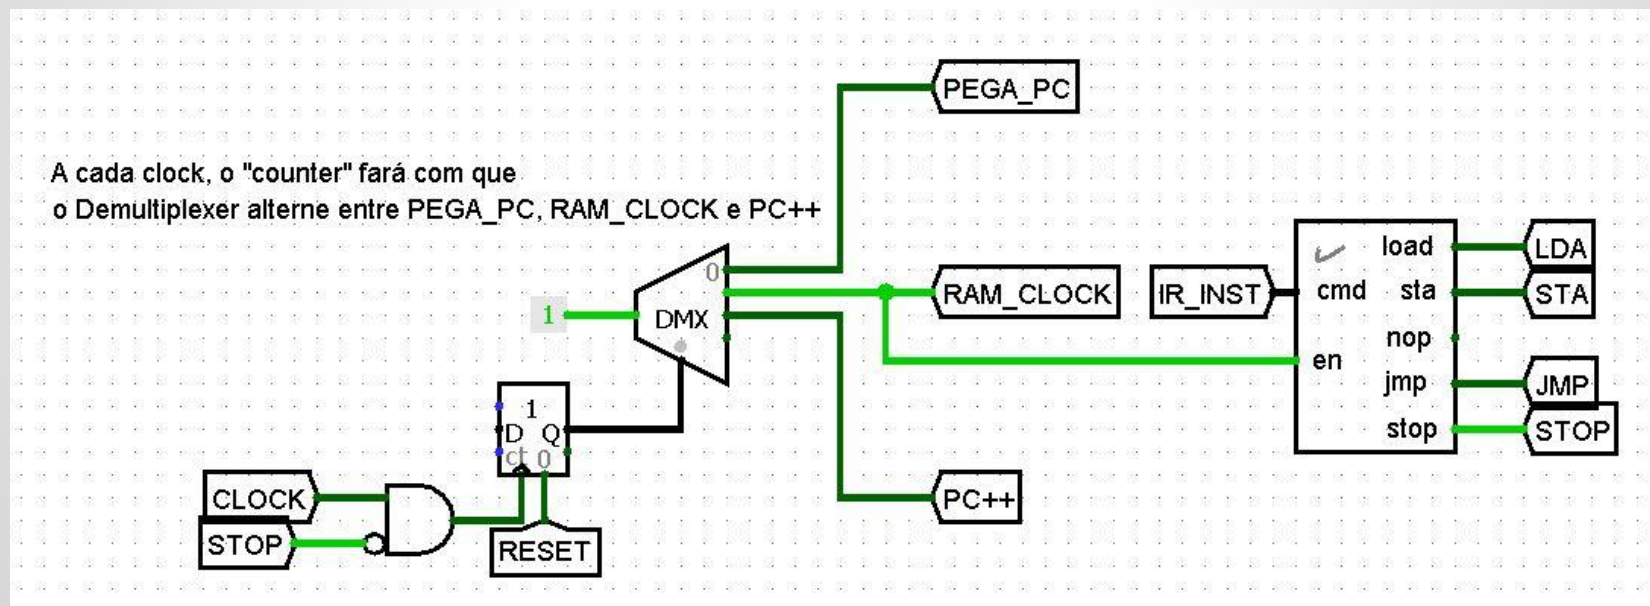 PEGA_PC
A cada clock, o "counter" fará com que
o Demultiplexer alterne entre PEGA_PC, RAM_CLOCK e PC++
0
DMX
1
RAM_CLOCK
IR_INST
cmd
en
load
sta
nop
jmp
stop
LDA
STA
JMP
STOP
1
D Q
ct 0
CLOCK
STOP
RESET
PC++